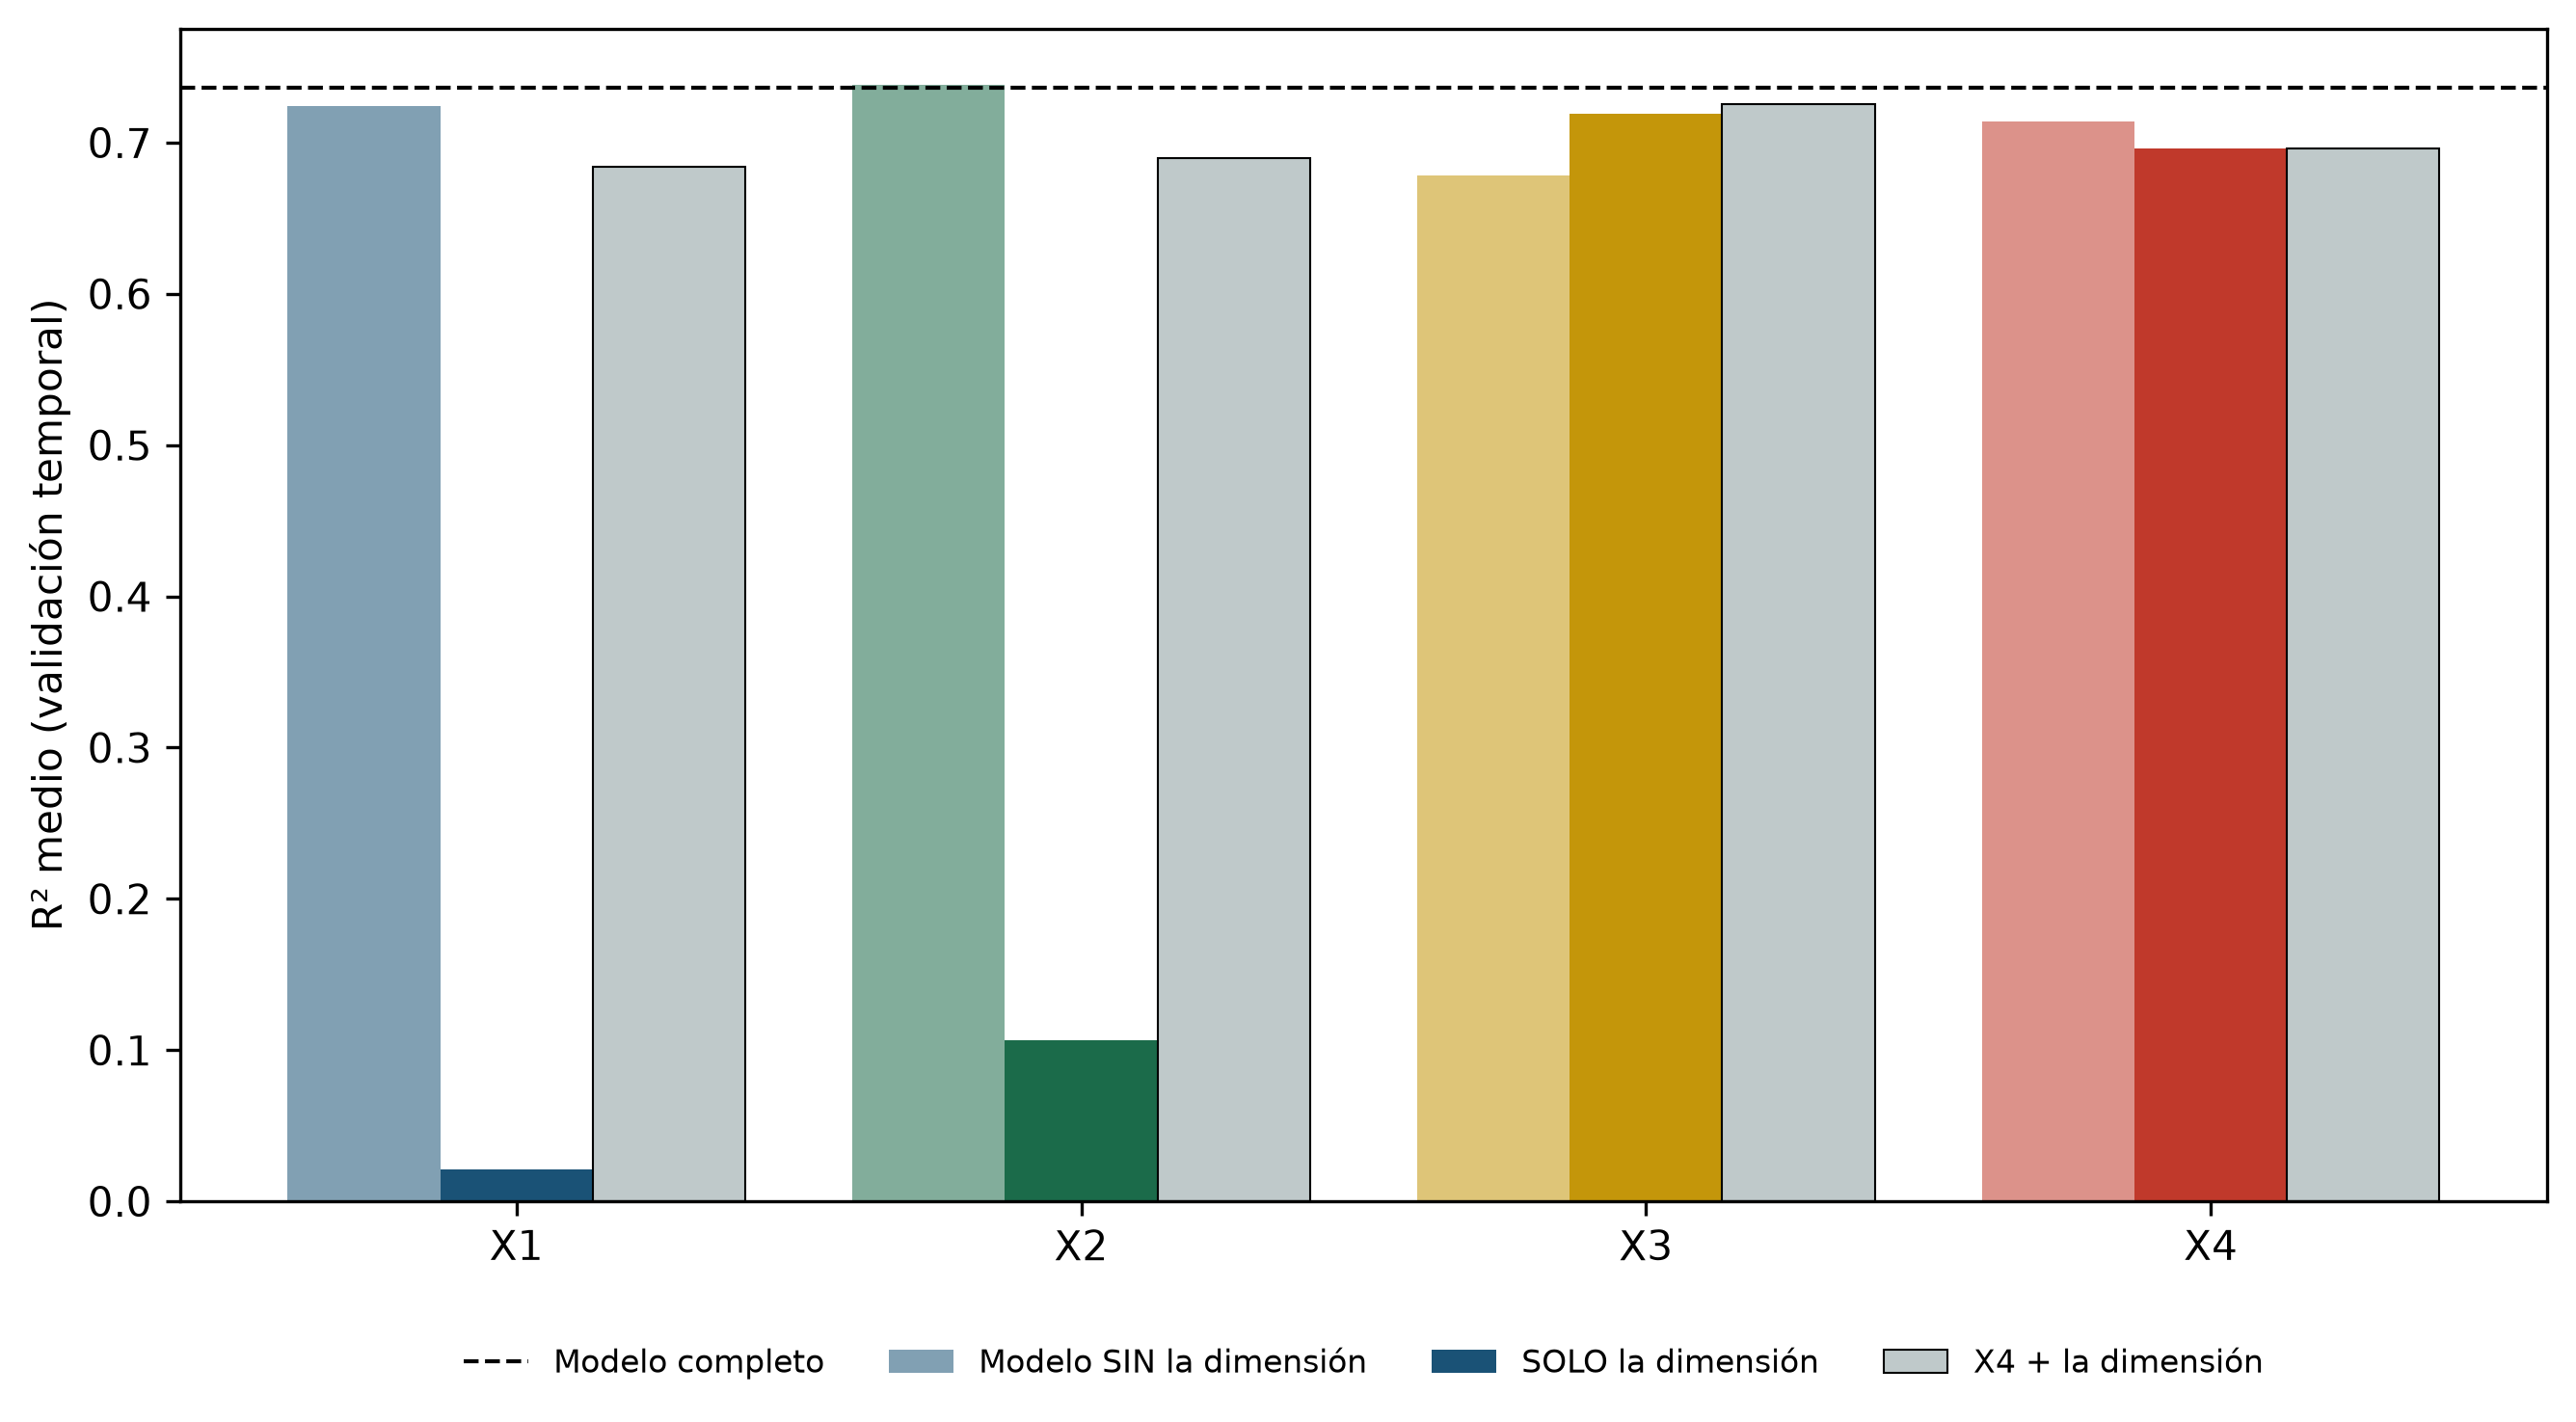 R² medio (validación temporal)
0.7
0.6
0.5
0.4
0.3
0.2
0.1
0.0
X1 X2 X3 X4
Modelo completo Modelo SIN la dimensión SOLO la dimensión X4 + la dimensión